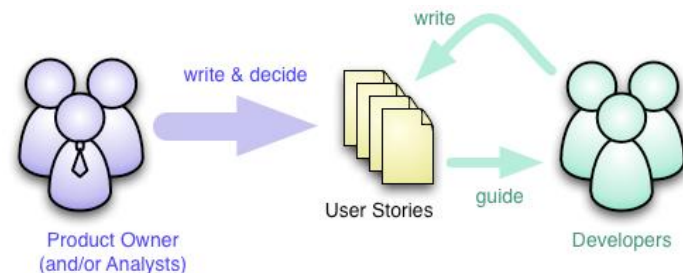 write
write & decide
guide
User Stories
Product Owner
(and/or Analysts)
Developers